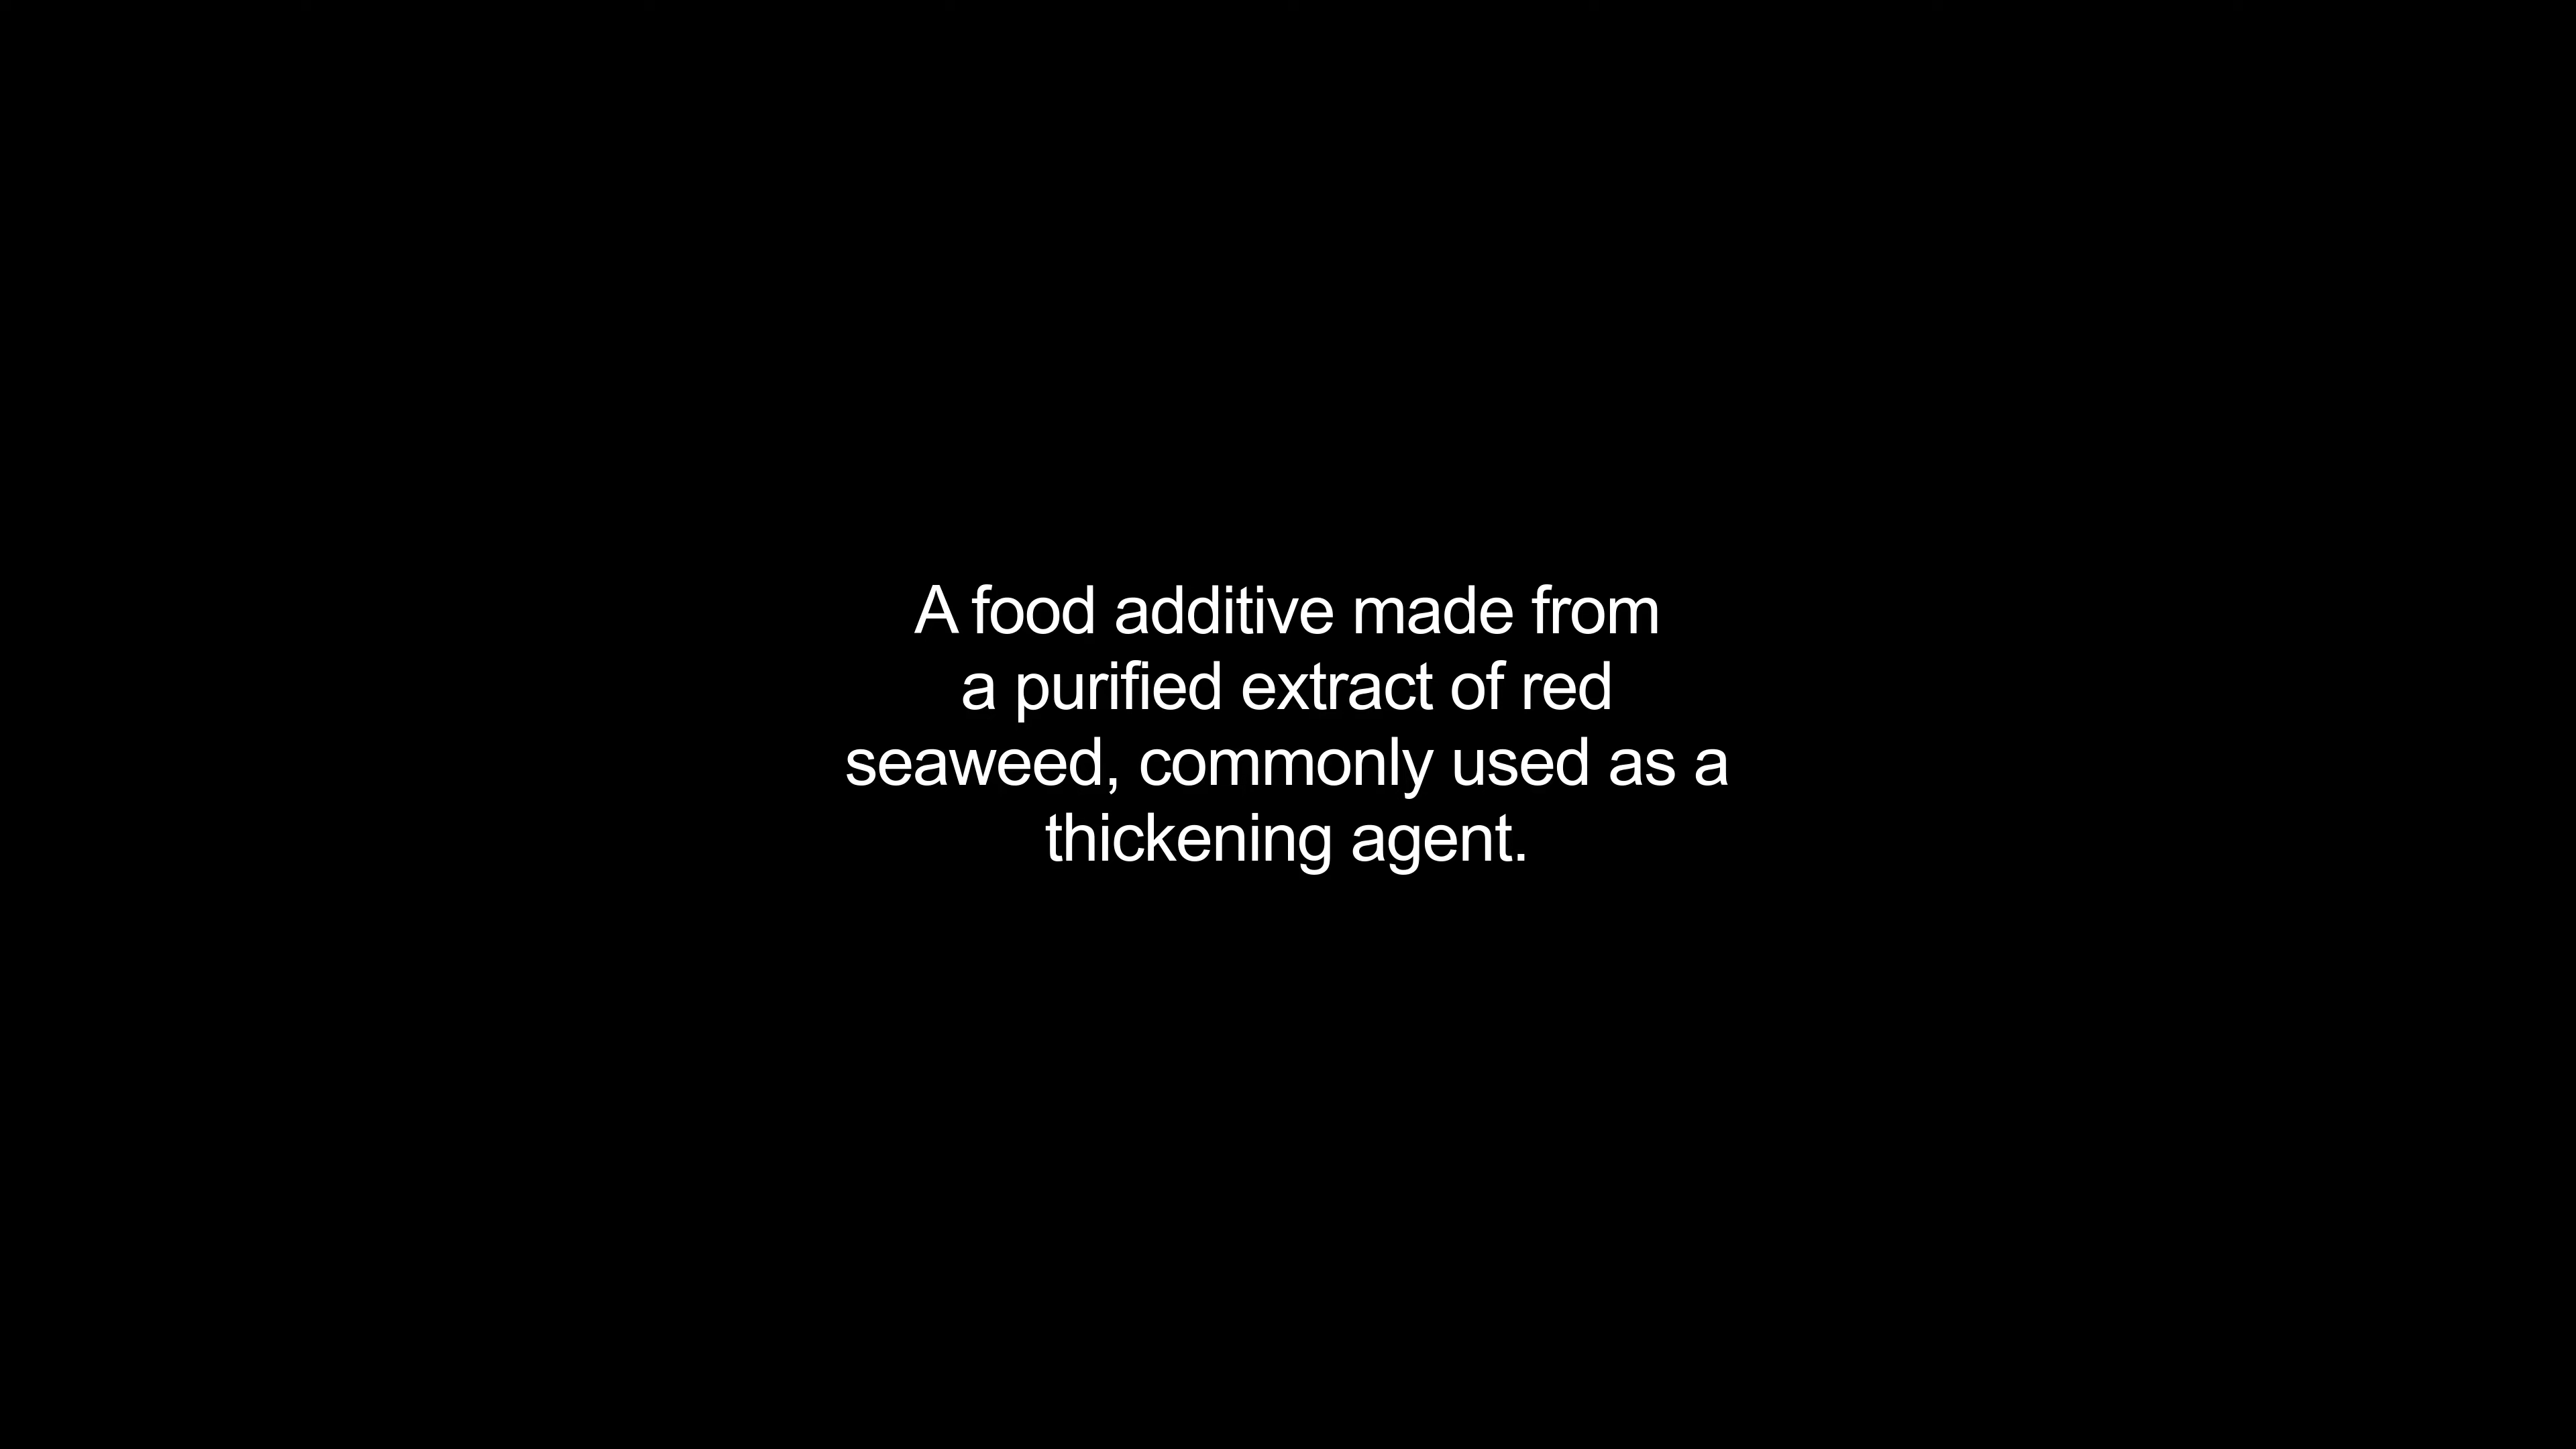 A food additive made from
a purified extract of red
seaweed, commonly used as a
thickening agent.